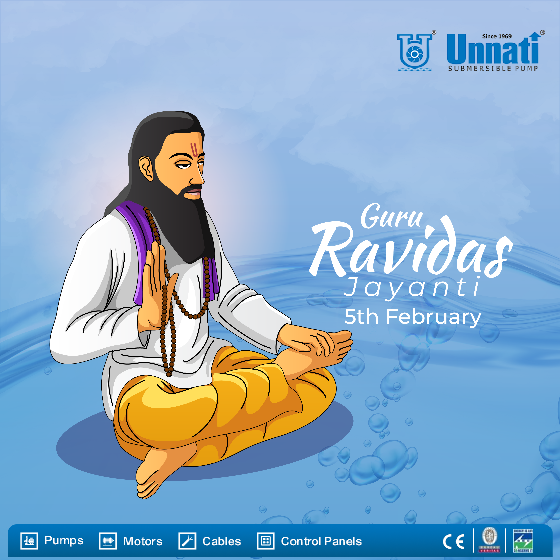 Since 1969
Unnati®
SUBMERSIBLE PUMP
Guru
Ravidas
Jayanti
5th February
Pumps
Motors
Cables
Control Panels
CE